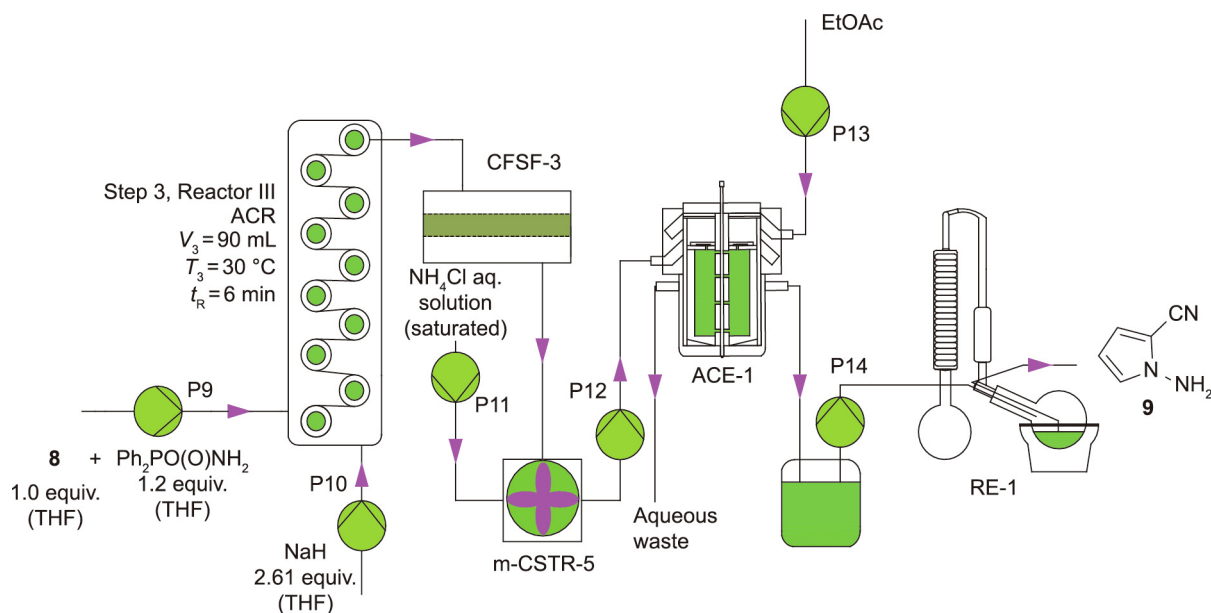 EtOAc
P13
CFSF-3
Step 3, Reactor III
ACR
V₃ = 90 mL
T₃ = 30 °C
t_R = 6 min
NH₄Cl aq.
solution
(saturated)
P9
P11
P12
ACE-1
P14
CN
N
NH₂
9
8 + Ph₂PO(O)NH₂
1.0 equiv.
(THF)
1.2 equiv.
(THF)
P10
NaH
2.61 equiv.
(THF)
m-CSTR-5
Aqueous
waste
RE-1